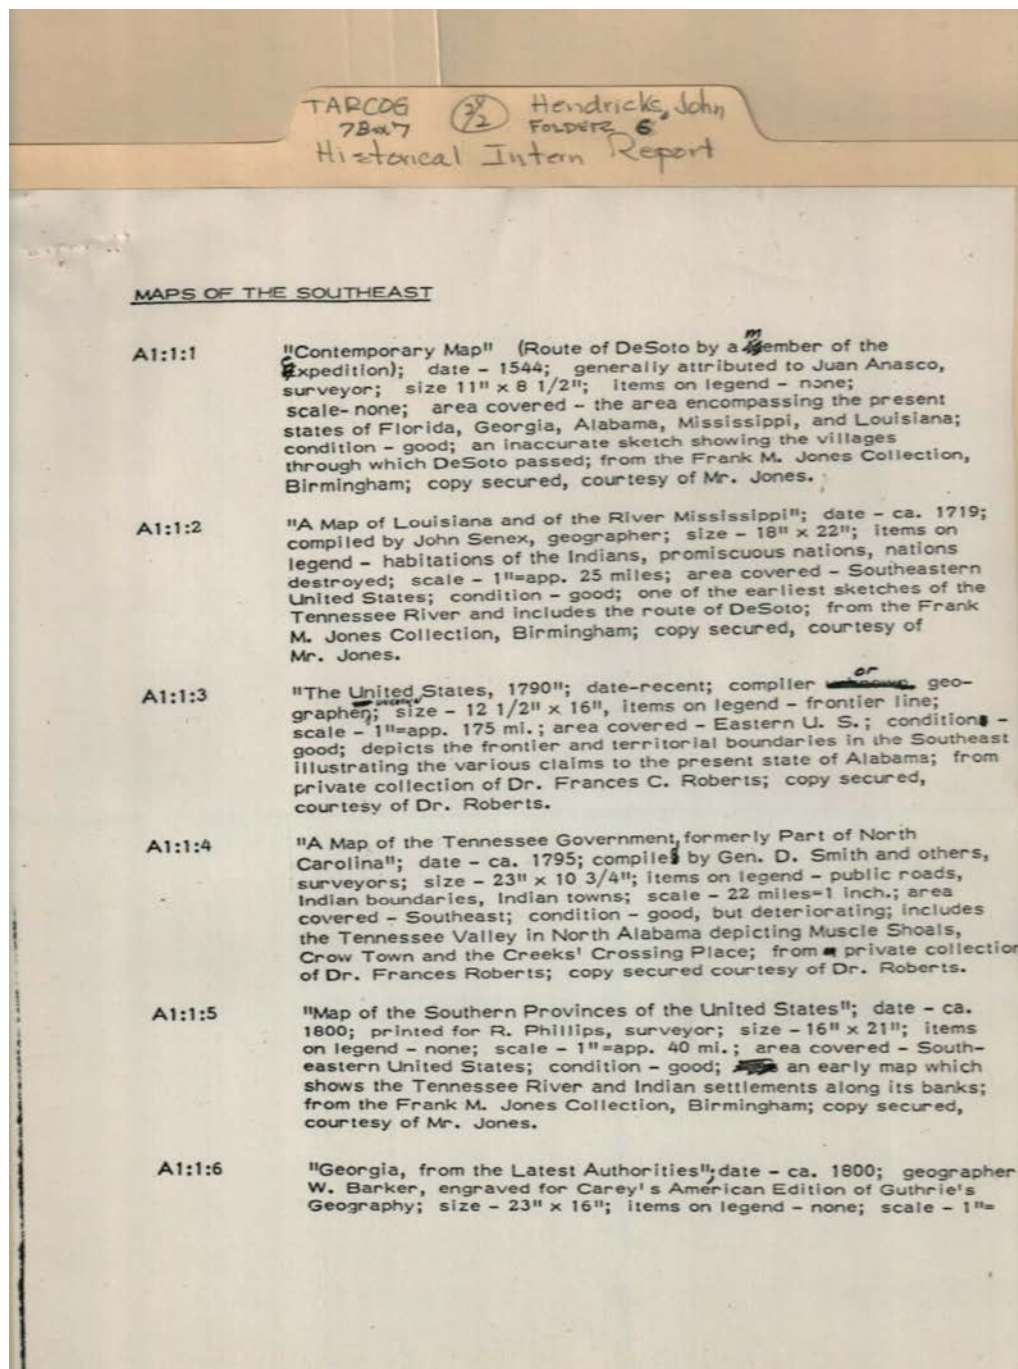 TARCOG
Hendricks, John
FOLDER 6
Historical Intern Report
MAPS OF THE SOUTHEAST
A1:1:1 "Contemporary Map" (Route of DeSoto by a member of the
Expedition); date - 1544; generally attributed to Juan Anasco,
surveyor; size 11" x 8 1/2"; items on legend - none;
scale- none; area covered - the area encompassing the present
states of Florida, Georgia, Alabama, Mississippi, and Louisiana;
condition - good; an inaccurate sketch showing the villages
through which DeSoto passed; from the Frank M. Jones Collection,
Birmingham; copy secured, courtesy of Mr. Jones.
A1:1:2 "A Map of Louisiana and of the River Mississippi"; date - ca. 1719;
compiled by John Senex, geographer; size - 18" x 22"; items on
legend - habitations of the Indians, promiscuous nations, nations
destroyed; scale - 1"=app. 25 miles; area covered - Southeastern
United States; condition - good; one of the earliest sketches of the
Tennessee River and includes the route of DeSoto; from the Frank
M. Jones Collection, Birmingham; copy secured, courtesy of
Mr. Jones.
A1:1:3 "The United States, 1790"; date-recent; compiler or geo-
grapher; size - 12 1/2" x 16", items on legend - frontier line;
scale - 1"=app. 175 mi.; area covered - Eastern U. S.; condition -
good; depicts the frontier and territorial boundaries in the Southeast
illustrating the various claims to the present state of Alabama; from
private collection of Dr. Frances C. Roberts; copy secured,
courtesy of Dr. Roberts.
A1:1:4 "A Map of the Tennessee Government, formerly Part of North
Carolina"; date - ca. 1795; compiled by Gen. D. Smith and others,
surveyors; size - 23" x 10 3/4"; items on legend - public roads,
Indian boundaries, Indian towns; scale - 22 miles=1 inch.; area
covered - Southeast; condition - good, but deteriorating; includes
the Tennessee Valley in North Alabama depicting Muscle Shoals,
Crow Town and the Creeks' Crossing Place; from private collection
of Dr. Frances Roberts; copy secured courtesy of Dr. Roberts.
A1:1:5 "Map of the Southern Provinces of the United States"; date - ca.
1800; printed for R. Phillips, surveyor; size - 16" x 21"; items
on legend - none; scale - 1"=app. 40 mi.; area covered - South-
eastern United States; condition - good; an early map which
shows the Tennessee River and Indian settlements along its banks;
from the Frank M. Jones Collection, Birmingham; copy secured,
courtesy of Mr. Jones.
A1:1:6 "Georgia, from the Latest Authorities"; date - ca. 1800; geographer
W. Barker, engraved for Carey's American Edition of Guthrie's
Geography; size - 23" x 16"; items on legend - none; scale - 1"=